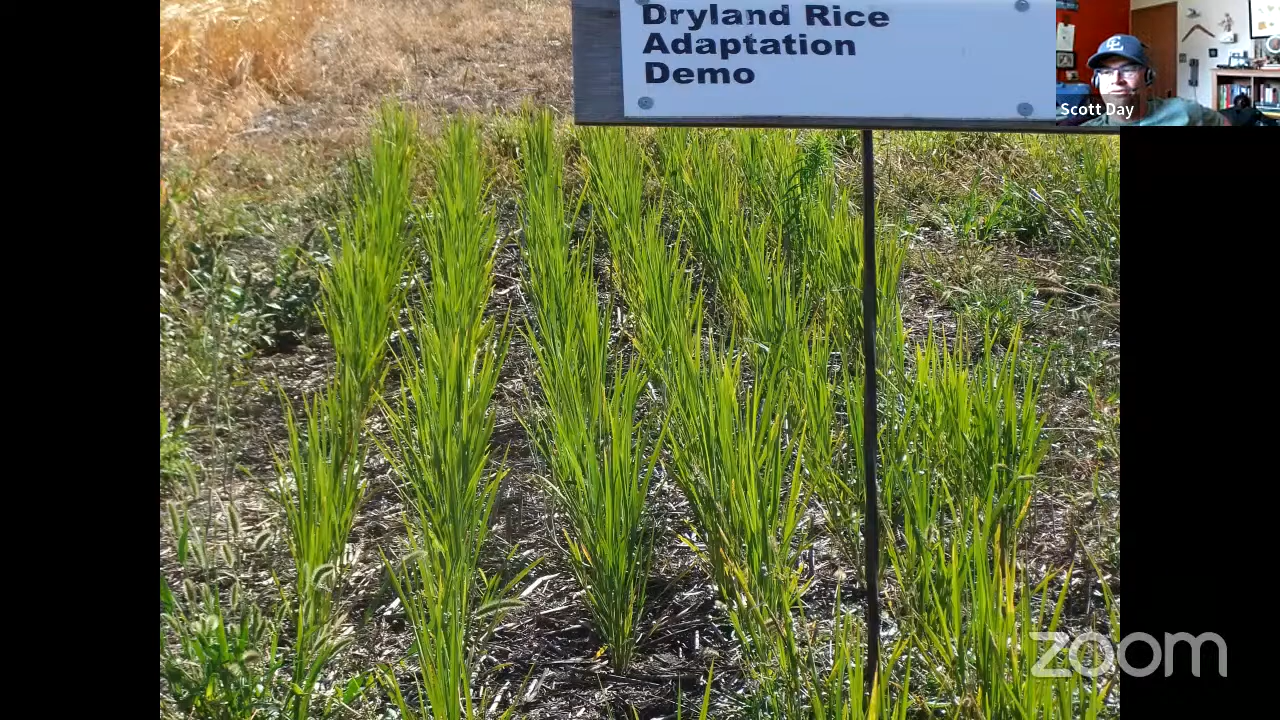 Dryland Rice
Adaptation
Demo
Scott Day
zoom